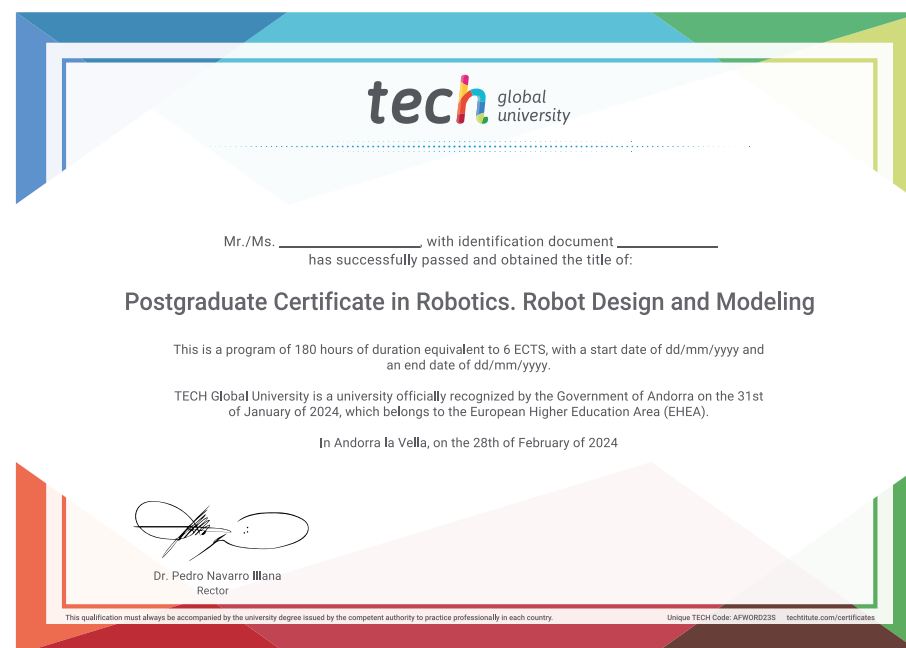 tech global
university
Mr./Ms. ____________, with identification document ____________
has successfully passed and obtained the title of:
Postgraduate Certificate in Robotics. Robot Design and Modeling
This is a program of 180 hours of duration equivalent to 6 ECTS, with a start date of dd/mm/yyyy and
an end date of dd/mm/yyyy.
TECH Global University is a university officially recognized by the Government of Andorra on the 31st
of January of 2024, which belongs to the European Higher Education Area (EHEA).
In Andorra la Vella, on the 28th of February of 2024
Dr. Pedro Navarro Illana
Rector
This qualification must always be accompanied by the university degree issued by the competent authority to practice professionally in each country.
Unique TECH Code: AFWORD23S techtitute.com/certificates